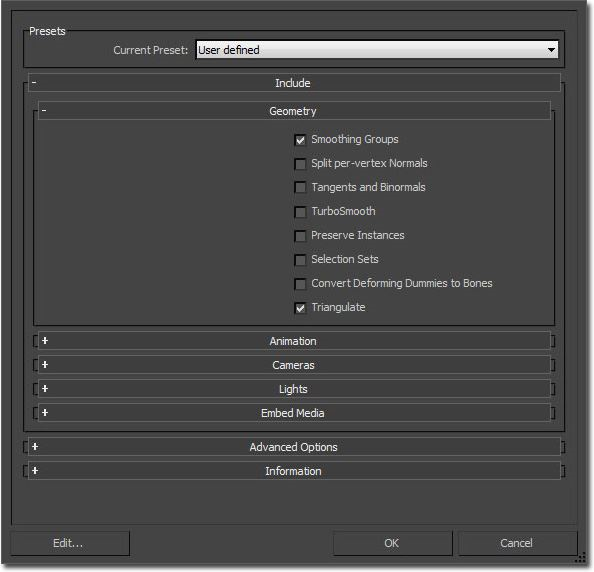 Presets
Current Preset: User defined
- Include
- Geometry
Smoothing Groups
Split per-vertex Normals
Tangents and Binormals
TurboSmooth
Preserve Instances
Selection Sets
Convert Deforming Dummies to Bones
Triangulate
+ Animation
+ Cameras
+ Lights
+ Embed Media
+ Advanced Options
+ Information
Edit... OK Cancel